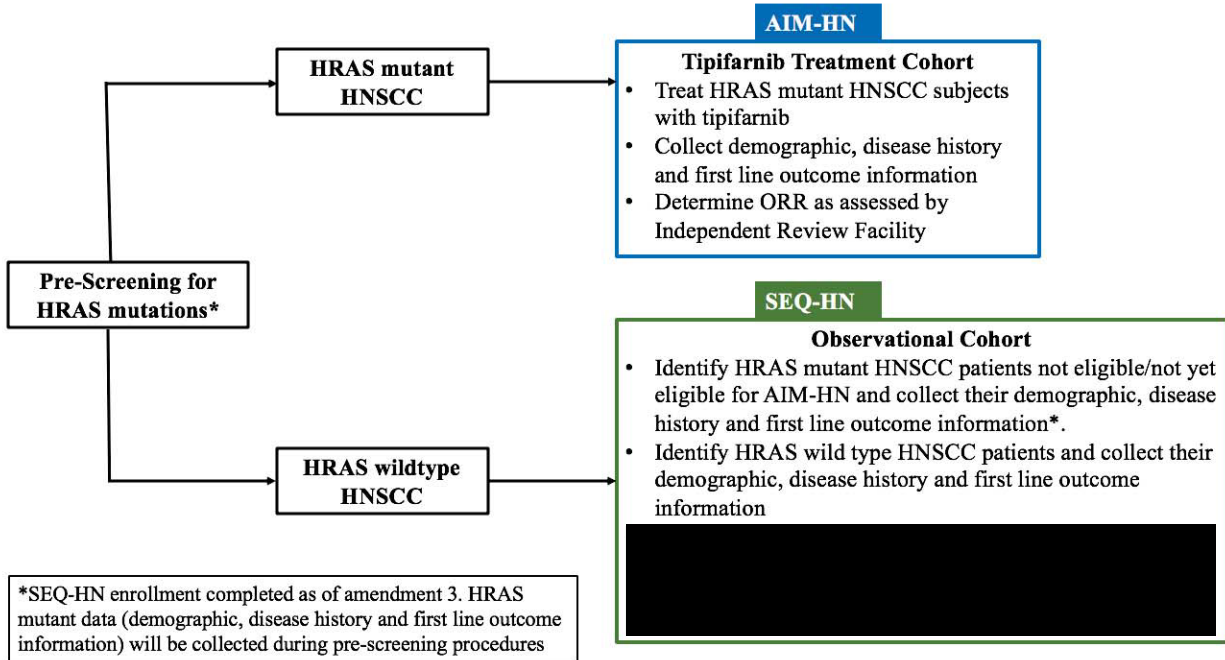 AIM-HN
HRAS mutant
HNSCC
Tipifarnib Treatment Cohort
• Treat HRAS mutant HNSCC subjects
with tipifarnib
• Collect demographic, disease history
and first line outcome information
• Determine ORR as assessed by
Independent Review Facility
Pre-Screening for
HRAS mutations*
SEQ-HN
Observational Cohort
• Identify HRAS mutant HNSCC patients not eligible/not yet
eligible for AIM-HN and collect their demographic, disease
history and first line outcome information*.
• Identify HRAS wild type HNSCC patients and collect their
demographic, disease history and first line outcome
information
HRAS wildtype
HNSCC
*SEQ-HN enrollment completed as of amendment 3. HRAS
mutant data (demographic, disease history and first line outcome
information) will be collected during pre-screening procedures